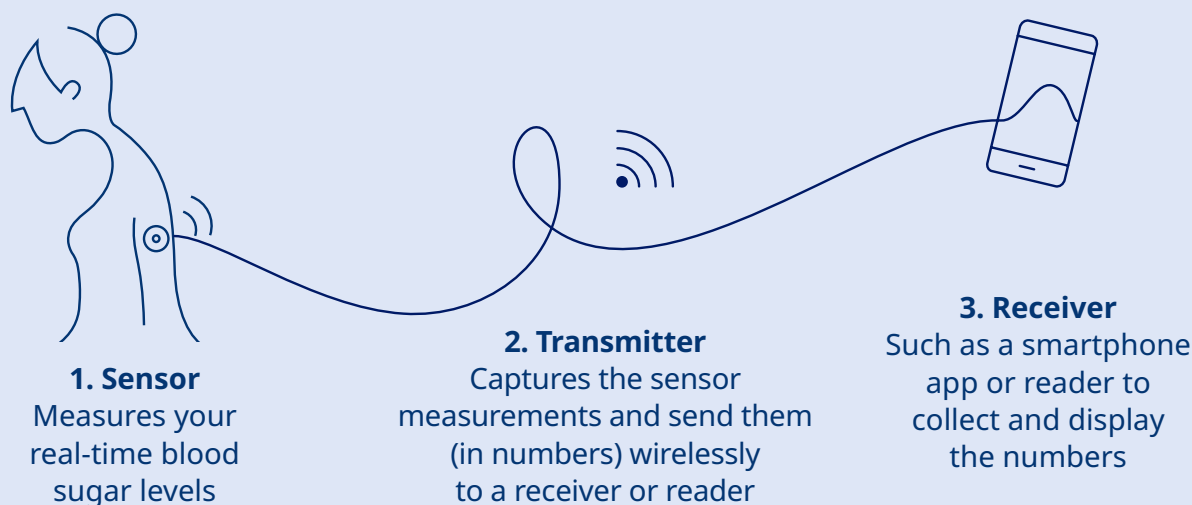 1. Sensor
Measures your
real-time blood
sugar levels
2. Transmitter
Captures the sensor
measurements and send them
(in numbers) wirelessly
to a receiver or reader
3. Receiver
Such as a smartphone
app or reader to
collect and display
the numbers